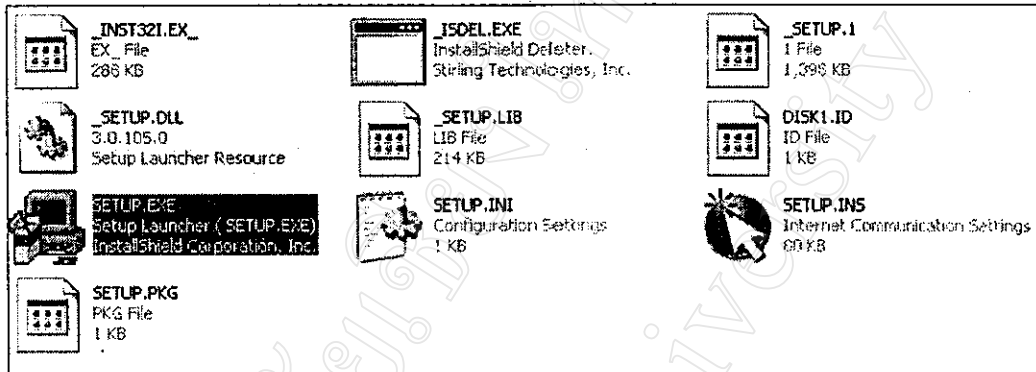 _INST32I.EX_
EX_ File
288 KB
_ISDEL.EXE
InstallShield Deleter.
Stirling Technologies, Inc.
_SETUP.1
1 File
1,398 KB
_SETUP.DLL
3.0.105.0
Setup Launcher Resource
_SETUP.LIB
LIB File
214 KB
DISK1.ID
ID File
1 KB
SETUP.EXE
Setup Launcher ( SETUP.EXE)
InstallShield Corporation, Inc.
SETUP.INI
Configuration Settings
1 KB
SETUP.INS
Internet Communication Settings
60 KB
SETUP.PKG
PKG File
1 KB
versity